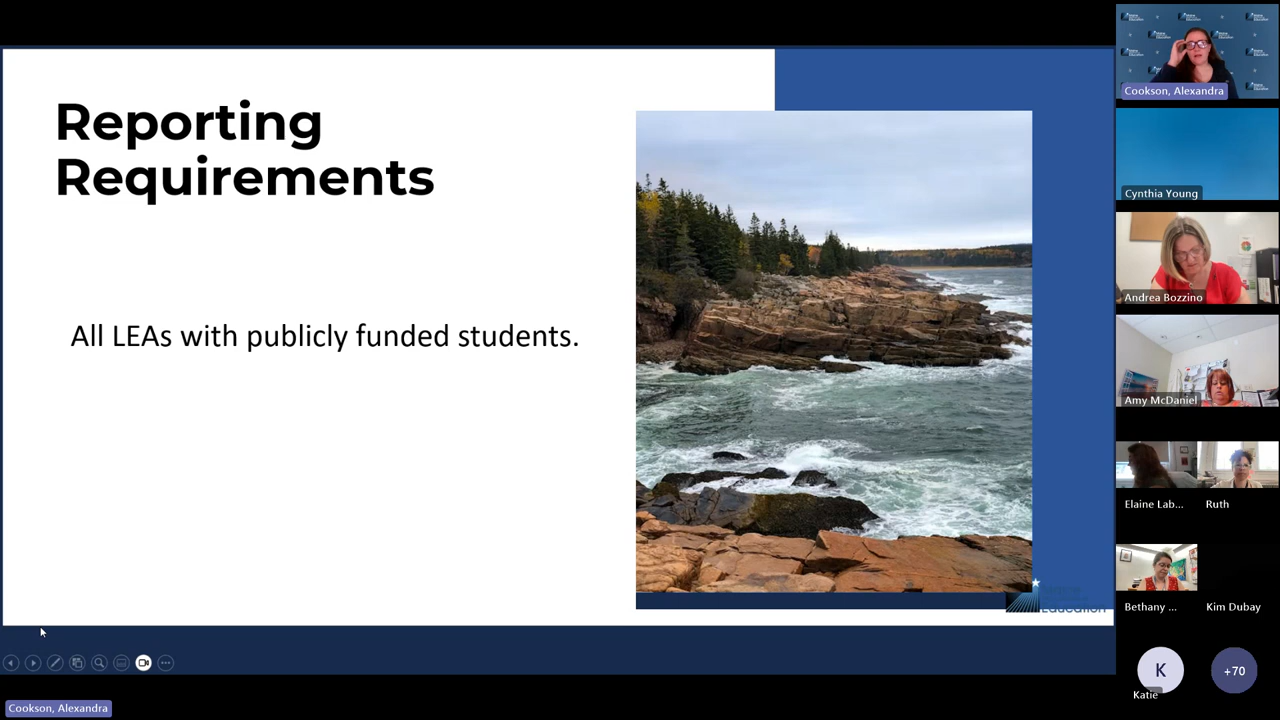 Reporting
Requirements
All LEAs with publicly funded students.
Education
Cookson, Alexandra
Cookson, Alexandra
Cynthia Young
Andrea Bozzino
Amy McDaniel
Elaine Lab...
Ruth
Bethany ...
Kim Dubay
K
Katie
+70